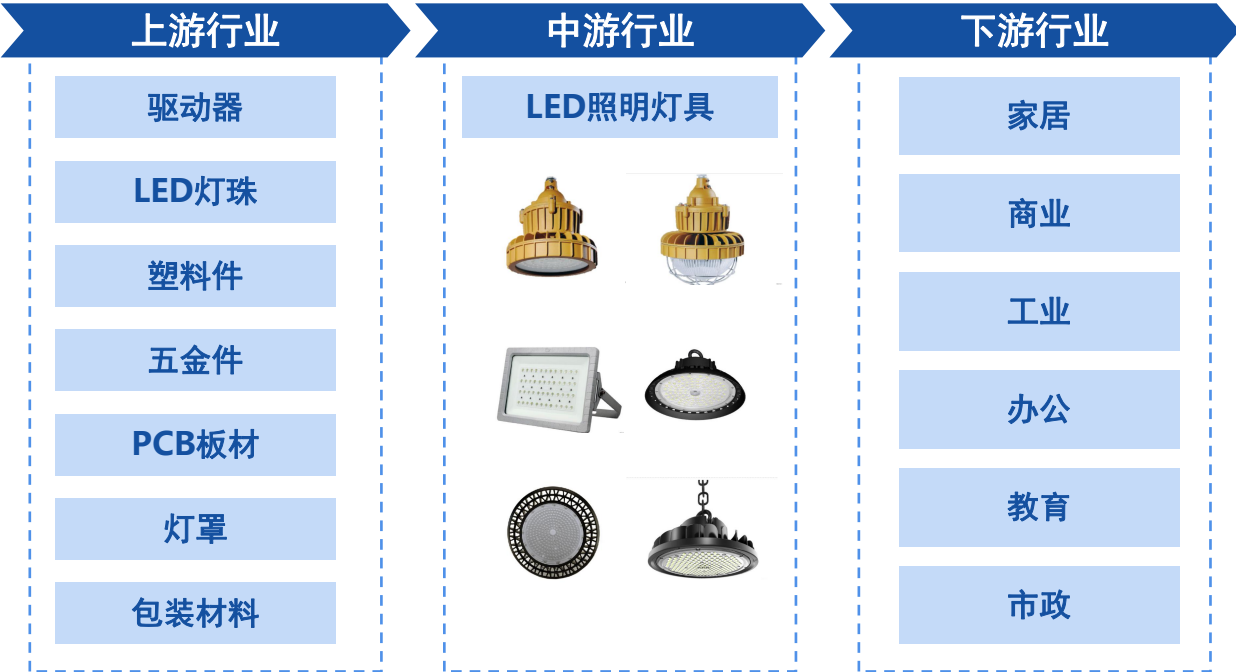 上游行业
驱动器
LED灯珠
塑料件
五金件
PCB板材
灯罩
包装材料
中游行业
LED照明灯具
下游行业
家居
商业
工业
办公
教育
市政